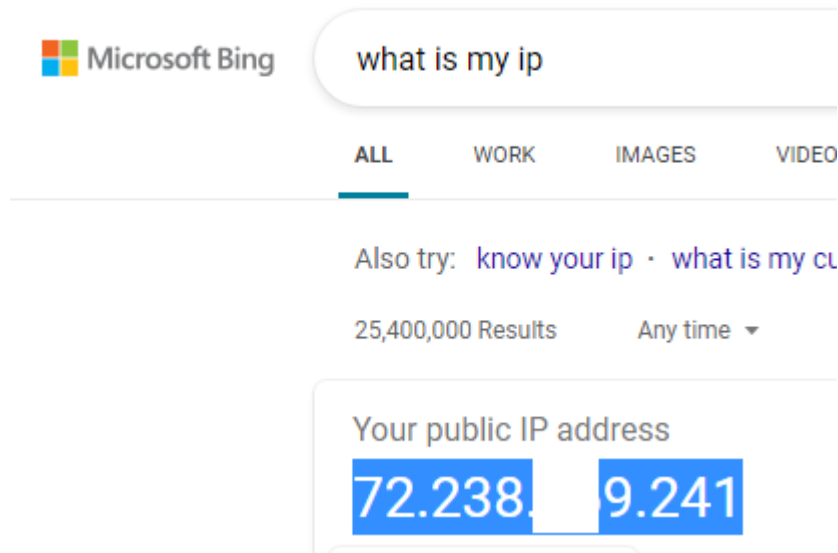 Microsoft Bing
what is my ip
ALL WORK IMAGES VIDEO
Also try: know your ip · what is my cu
25,400,000 Results Any time
Your public IP address
72.238. 9.241